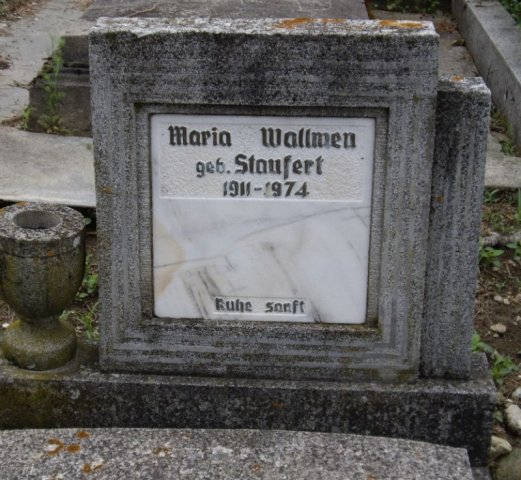 Maria Wallmen
geb. Staufert
1911-1974
Ruhe sanft